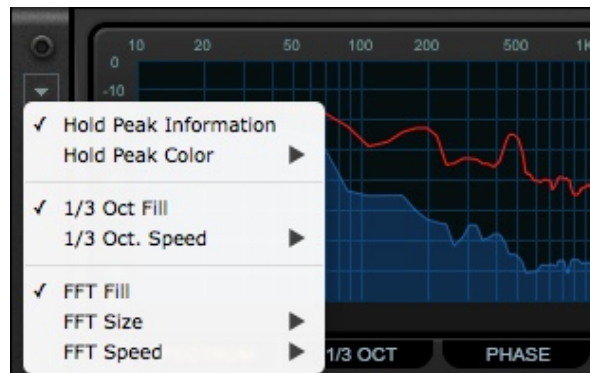 10 20 50 100 200 500 1K
0
-10
✓ Hold Peak Information
Hold Peak Color ▶
✓ 1/3 Oct Fill
1/3 Oct. Speed ▶
✓ FFT Fill
FFT Size ▶
FFT Speed ▶
1/3 OCT PHASE